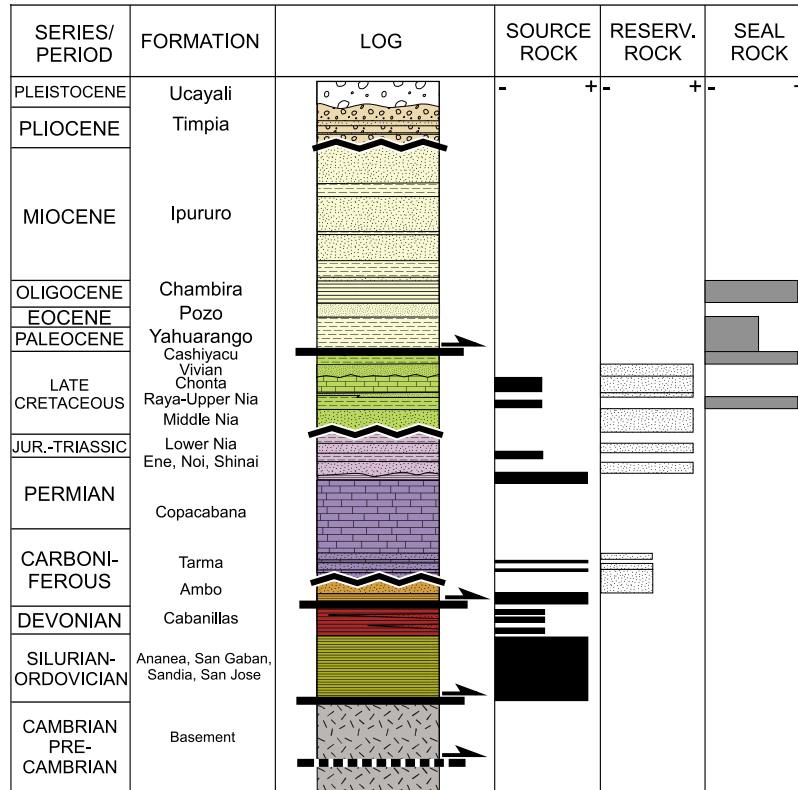 SERIES/
PERIOD
FORMATION
LOG
SOURCE
ROCK
RESERV.
ROCK
SEAL
ROCK
PLEISTOCENE
Ucayali
- +
- +
-
PLIOCENE
Timpia
MIOCENE
Ipururo
OLIGOCENE
Chambira
EOCENE
Pozo
PALEOCENE
Yahuarango
Cashiyacu
LATE
CRETACEOUS
Vivian
Chonta
Raya-Upper Nia
Middle Nia
JUR.-TRIASSIC
Lower Nia
Ene, Noi, Shinai
PERMIAN
Copacabana
CARBONI-
FEROUS
Tarma
Ambo
DEVONIAN
Cabanillas
SILURIAN-
ORDOVICIAN
Ananea, San Gaban,
Sandia, San Jose
CAMBRIAN
PRE-
CAMBRIAN
Basement